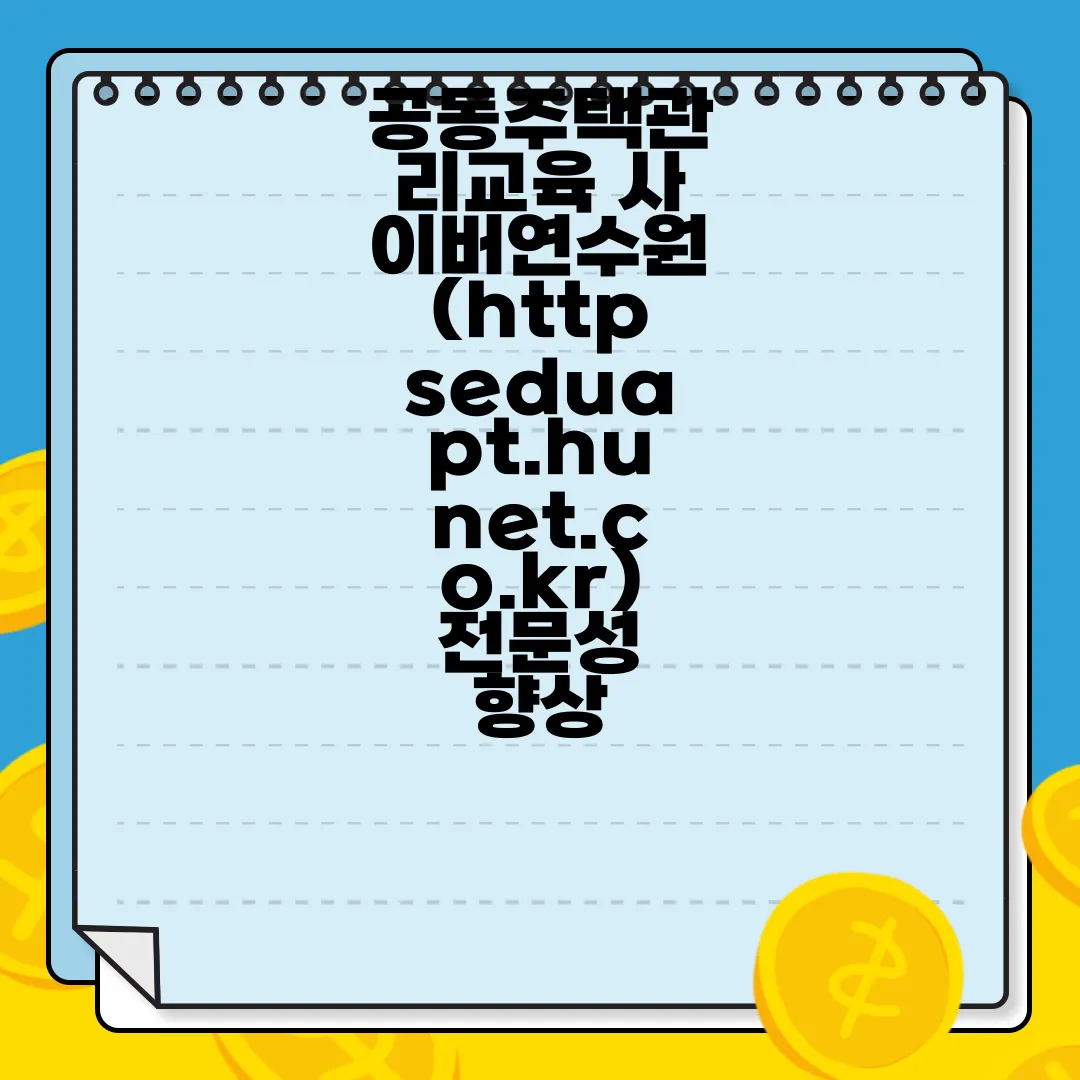 공동주택관
리교육 사
이버연수원
(http
sedua
pt.hu
net.c
o.kr)
전문성
향상